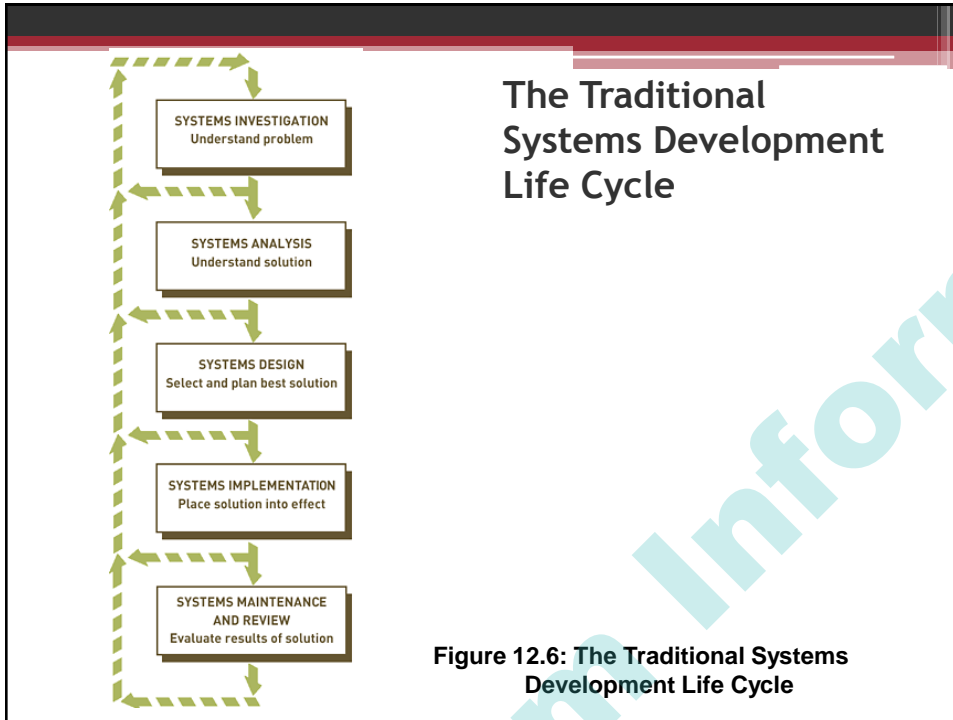 The Traditional
Systems Development
Life Cycle
SYSTEMS INVESTIGATION
Understand problem
SYSTEMS ANALYSIS
Understand solution
SYSTEMS DESIGN
Select and plan best solution
SYSTEMS IMPLEMENTATION
Place solution into effect
SYSTEMS MAINTENANCE
AND REVIEW
Evaluate results of solution
Figure 12.6: The Traditional Systems
Development Life Cycle